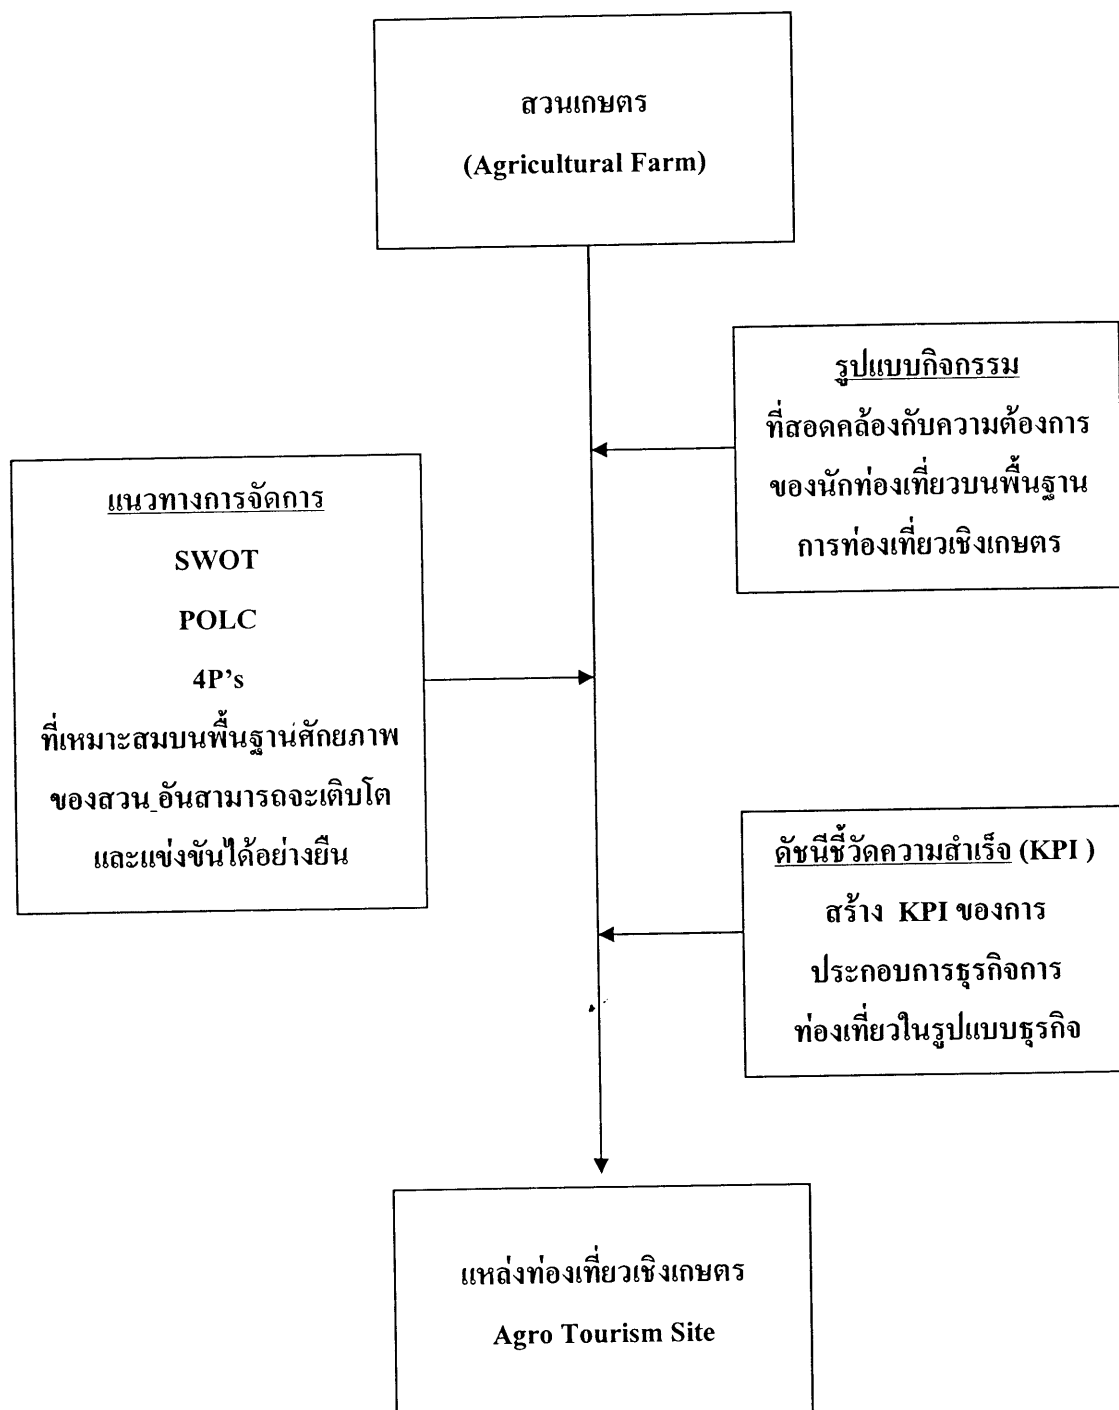 สวนเกษตร
(Agricultural Farm)
รูปแบบกิจกรรม
ที่สอดคล้องกับความต้องการ
ของนักท่องเที่ยวบนพื้นฐาน
การท่องเที่ยวเชิงเกษตร
แนวทางการจัดการ
SWOT
POLC
4P's
ที่เหมาะสมบนพื้นฐานศักยภาพ
ของสวน อันสามารถจะเติบโต
และแข่งขันได้อย่างยืน
ดัชนีชี้วัดความสำเร็จ (KPI )
สร้าง KPI ของการ
ประกอบการธุรกิจการ
ท่องเที่ยวในรูปแบบธุรกิจ
แหล่งท่องเที่ยวเชิงเกษตร
Agro Tourism Site